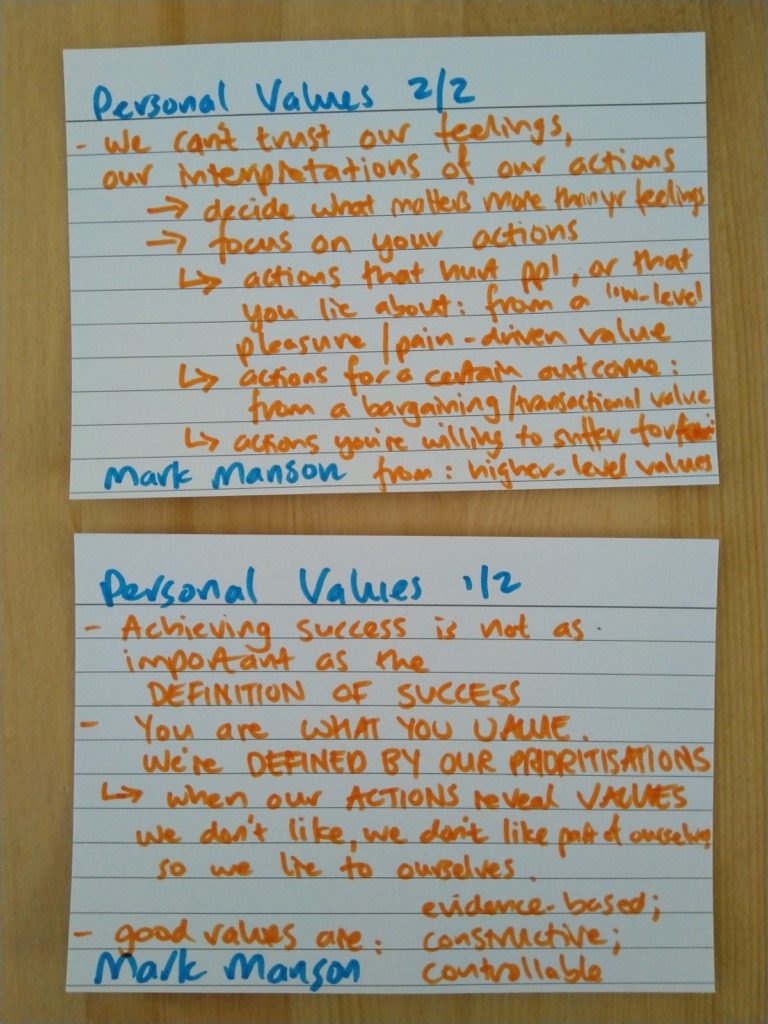 Personal Values 2/2
- We can't trust our feelings,
our interpretations of our actions
→ decide what matters more than yr feelings
→ focus on your actions
↳ actions that hurt ppl, or that
you lie about: from a low-level
pleasure/pain-driven value
↳ actions for a certain outcome:
from a bargaining/transactional value
↳ actions you're willing to suffer for
Mark Manson from: higher-level values
Personal Values 1/2
- Achieving success is not as
important as the
DEFINITION OF SUCCESS
- You are WHAT YOU VALUE.
We're DEFINED BY OUR PRIORITISATIONS
↳ when our ACTIONS reveal VALUES
we don't like, we don't like part of ourselves
so we lie to ourselves.
evidence-based;
- good values are: constructive;
Mark Manson controllable